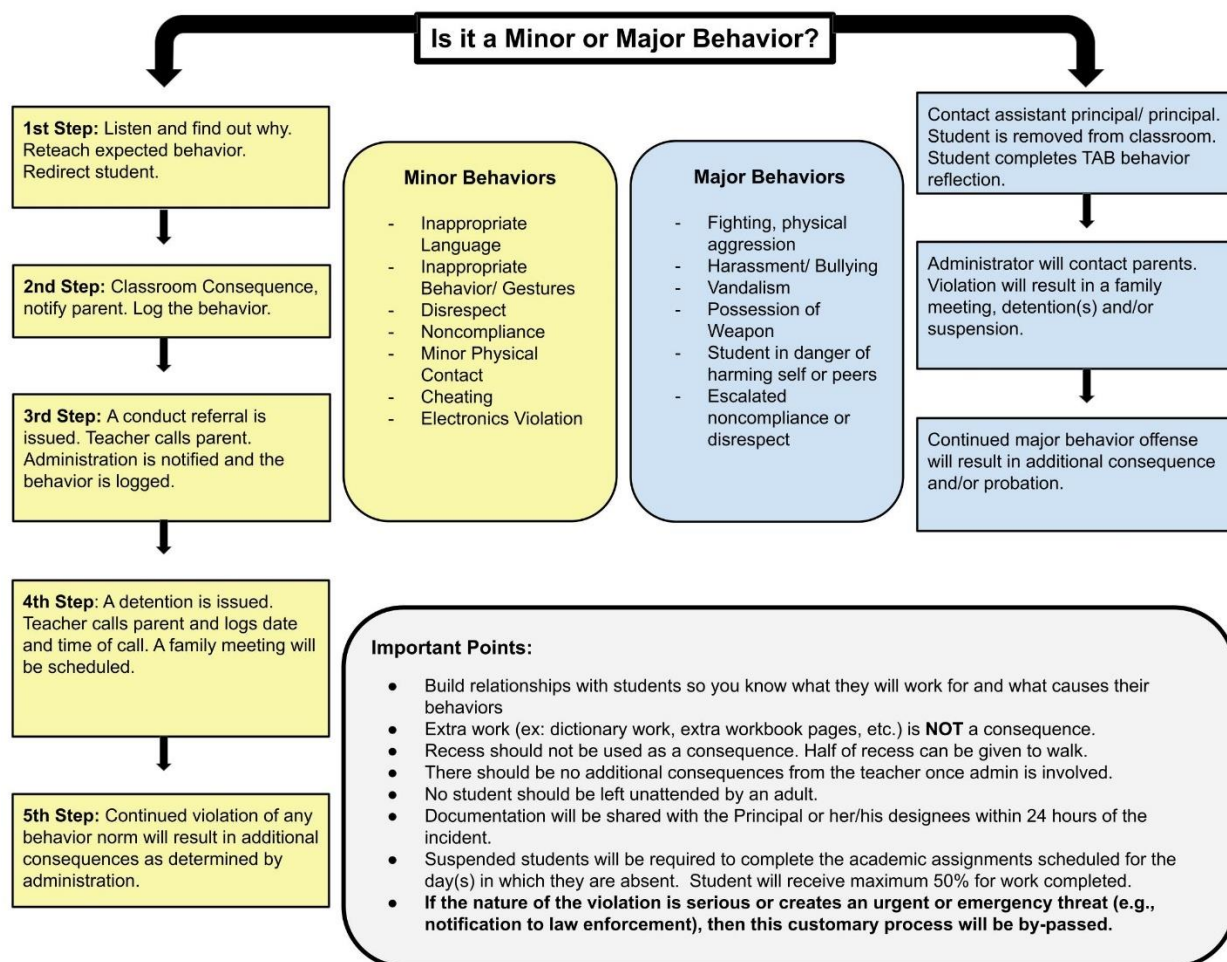 Is it a Minor or Major Behavior?
1st Step: Listen and find out why.
Reteach expected behavior.
Redirect student.
2nd Step: Classroom Consequence,
notify parent. Log the behavior.
3rd Step: A conduct referral is
issued. Teacher calls parent.
Administration is notified and the
behavior is logged.
4th Step: A detention is issued.
Teacher calls parent and logs date
and time of call. A family meeting will
be scheduled.
5th Step: Continued violation of any
behavior norm will result in additional
consequences as determined by
administration.
Minor Behaviors
- Inappropriate
Language
- Inappropriate
Behavior/ Gestures
- Disrespect
- Noncompliance
- Minor Physical
Contact
- Cheating
- Electronics Violation
Major Behaviors
- Fighting, physical
aggression
- Harassment/ Bullying
- Vandalism
- Possession of
Weapon
- Student in danger of
harming self or peers
- Escalated
noncompliance or
disrespect
Contact assistant principal/ principal.
Student is removed from classroom.
Student completes TAB behavior
reflection.
Administrator will contact parents.
Violation will result in a family
meeting, detention(s) and/or
suspension.
Continued major behavior offense
will result in additional consequence
and/or probation.
Important Points:
● Build relationships with students so you know what they will work for and what causes their
behaviors
● Extra work (ex: dictionary work, extra workbook pages, etc.) is NOT a consequence.
● Recess should not be used as a consequence. Half of recess can be given to walk.
● There should be no additional consequences from the teacher once admin is involved.
● No student should be left unattended by an adult.
● Documentation will be shared with the Principal or her/his designees within 24 hours of the
incident.
● Suspended students will be required to complete the academic assignments scheduled for the
day(s) in which they are absent.  Student will receive maximum 50% for work completed.
● If the nature of the violation is serious or creates an urgent or emergency threat (e.g.,
notification to law enforcement), then this customary process will be by-passed.